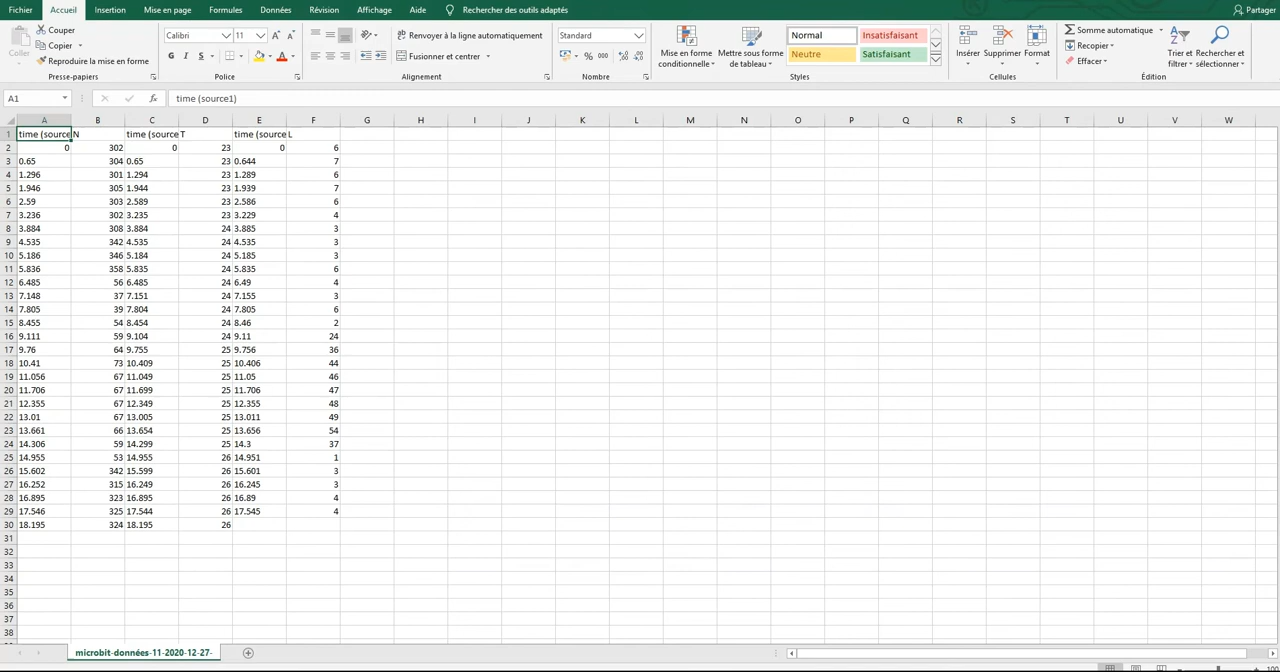 Fichier Accueil Insertion Mise en page Formules Données Révision Affichage Aide Rechercher des outils adaptés Partager
Coller
Couper
Copier
Reproduire la mise en forme
Presse-papiers
Calibri 11
G I
Police
Renvoyer à la ligne automatiquement
Fusionner et centrer
Alignement
Standard
% 000
Nombre
Mise en forme conditionnelle
Mettre sous forme de tableau
Normal Insatisfaisant
Neutre Satisfaisant
Styles
Insérer Supprimer Format
Cellules
Somme automatique
Recopier
Effacer
Trier et filtrer
Rechercher et sélectionner
Édition
A1 fx time (source1)
A B C D E F G H I J K L M N O P Q R S T U V W
1 time (source N time (source T time (source L
2 0 302 0 23 0 6
3 0.65 304 0.65 23 0.644 7
4 1.296 301 1.294 23 1.289 6
5 1.946 305 1.944 23 1.939 7
6 2.59 303 2.589 23 2.586 6
7 3.236 302 3.235 23 3.229 4
8 3.884 308 3.884 24 3.885 3
9 4.535 342 4.535 24 4.535 3
10 5.186 346 5.184 24 5.185 3
11 5.836 358 5.835 24 5.835 6
12 6.485 56 6.485 24 6.49 4
13 7.148 37 7.151 24 7.155 3
14 7.805 39 7.804 24 7.805 6
15 8.455 54 8.454 24 8.46 2
16 9.111 59 9.104 24 9.11 24
17 9.76 64 9.755 25 9.756 36
18 10.41 73 10.409 25 10.406 44
19 11.056 67 11.049 25 11.05 46
20 11.706 67 11.699 25 11.706 47
21 12.355 67 12.349 25 12.355 48
22 13.01 67 13.005 25 13.011 49
23 13.661 66 13.654 25 13.656 54
24 14.306 59 14.299 25 14.3 37
25 14.955 53 14.955 26 14.951 1
26 15.602 342 15.599 26 15.601 3
27 16.252 315 16.249 26 16.245 3
28 16.895 323 16.895 26 16.89 4
29 17.546 325 17.544 26 17.545 4
30 18.195 324 18.195 26
31
32
33
34
35
36
37
38
microbit-données-11-2020-12-27-